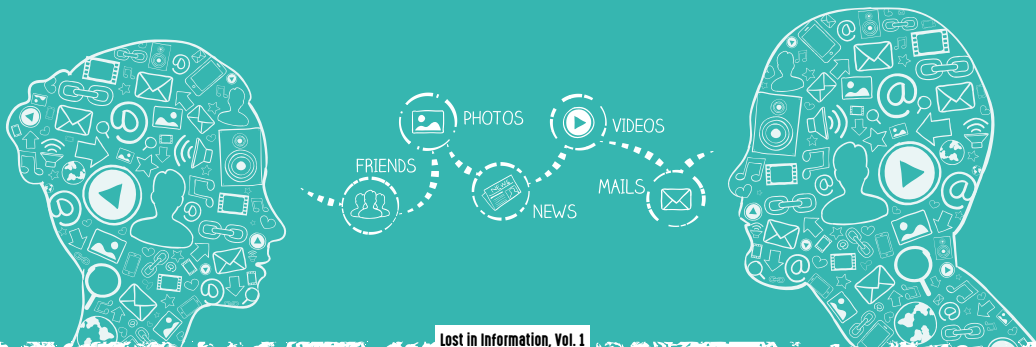 PHOTOS
VIDEOS
FRIENDS
MAILS
NEWS
Lost in Information, Vol. 1